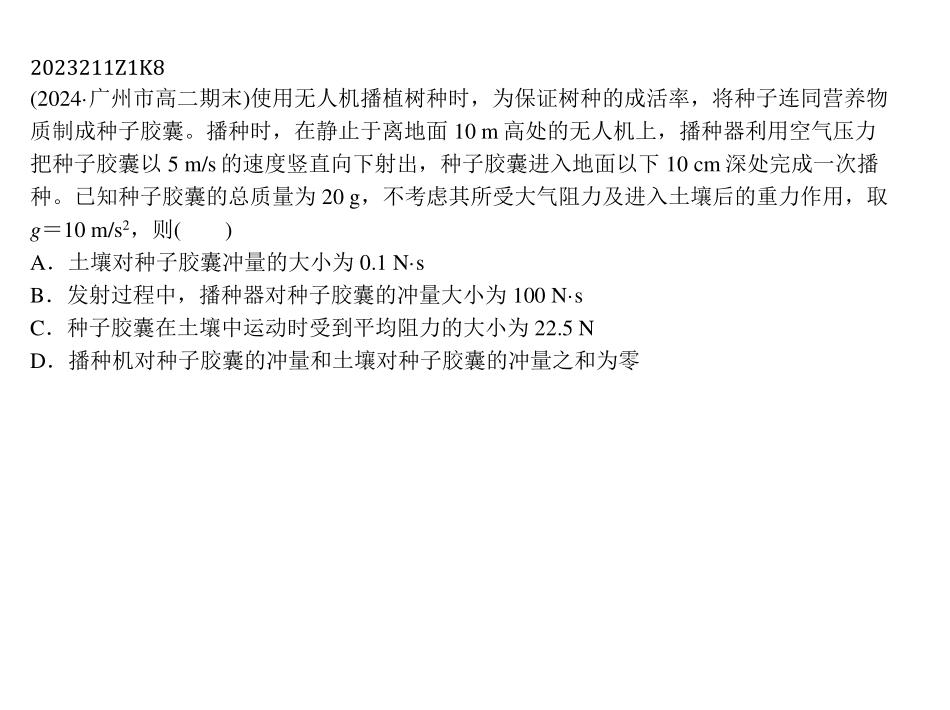 2023211Z1K8
(2024·广州市高二期末)使用无人机播植树种时，为保证树种的成活率，将种子连同营养物
质制成种子胶囊。播种时，在静止于离地面 10 m 高处的无人机上，播种器利用空气压力
把种子胶囊以 5 m/s 的速度竖直向下射出，种子胶囊进入地面以下 10 cm 深处完成一次播
种。已知种子胶囊的总质量为 20 g，不考虑其所受大气阻力及进入土壤后的重力作用，取
g＝10 m/s²，则(　　)
A．土壤对种子胶囊冲量的大小为 0.1 N·s
B．发射过程中，播种器对种子胶囊的冲量大小为 100 N·s
C．种子胶囊在土壤中运动时受到平均阻力的大小为 22.5 N
D．播种机对种子胶囊的冲量和土壤对种子胶囊的冲量之和为零